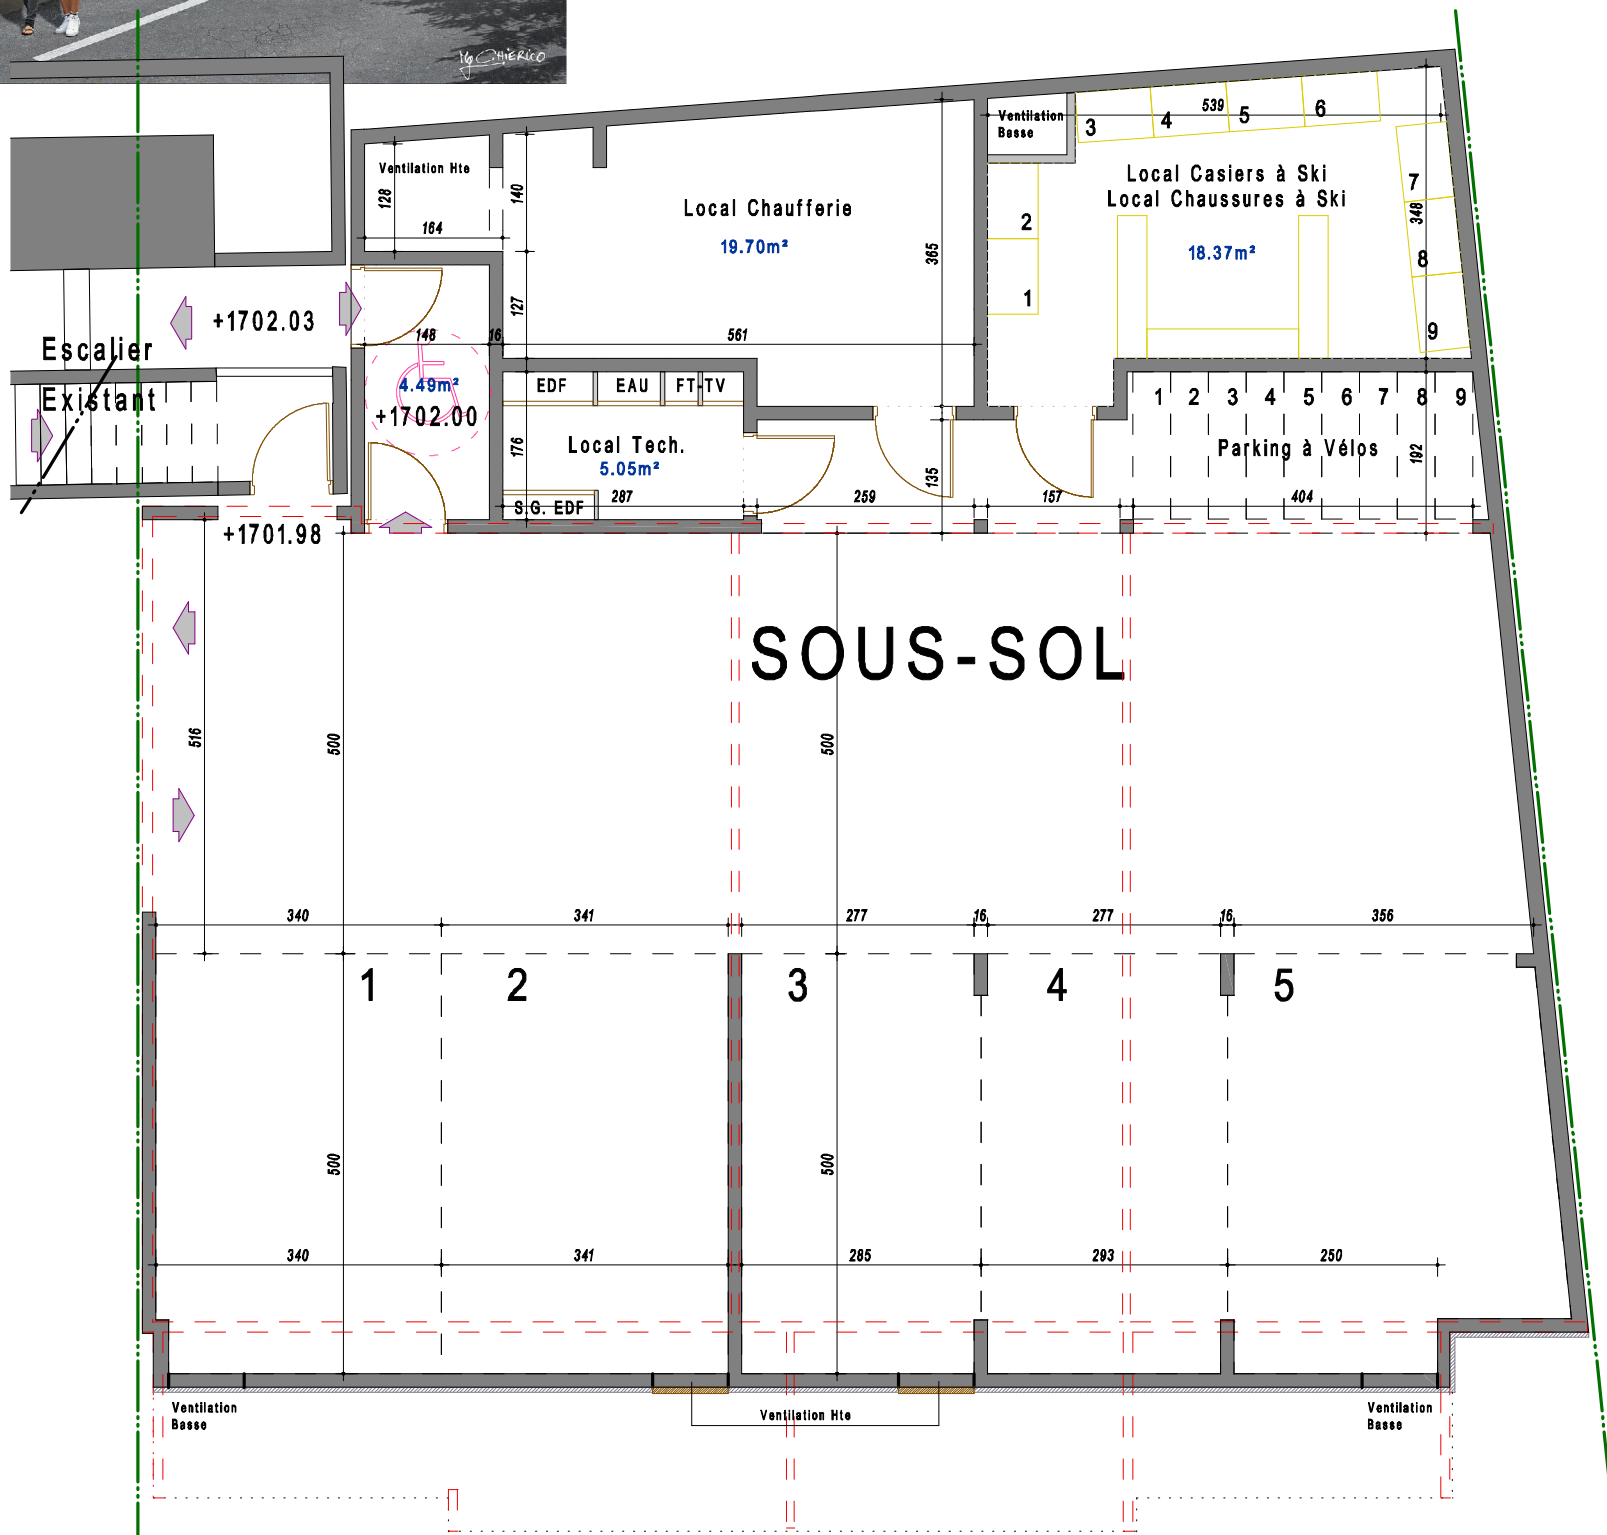 My CHIERICO
Ventilation Hte
128
164
140
127
Local Chaufferie
19.70m²
365
561
Ventilation
Basse
539
3
4
5
6
7
8
9
2
1
348
Local Casiers à Ski
Local Chaussures à Ski
18.37m²
+1702.03
Escalier
Existant
148
16
4.49m²
+1702.00
EDF
EAU
FT-TV
176
Local Tech.
5.05m²
S.G. EDF
287
259
135
157
1
2
3
4
5
6
7
8
9
Parking à Vélos
192
404
+1701.98
SOUS-SOL
516
500
500
340
341
277
16
277
16
356
1
2
3
4
5
500
500
340
341
285
293
250
Ventilation
Basse
Ventilation Hte
Ventilation
Basse